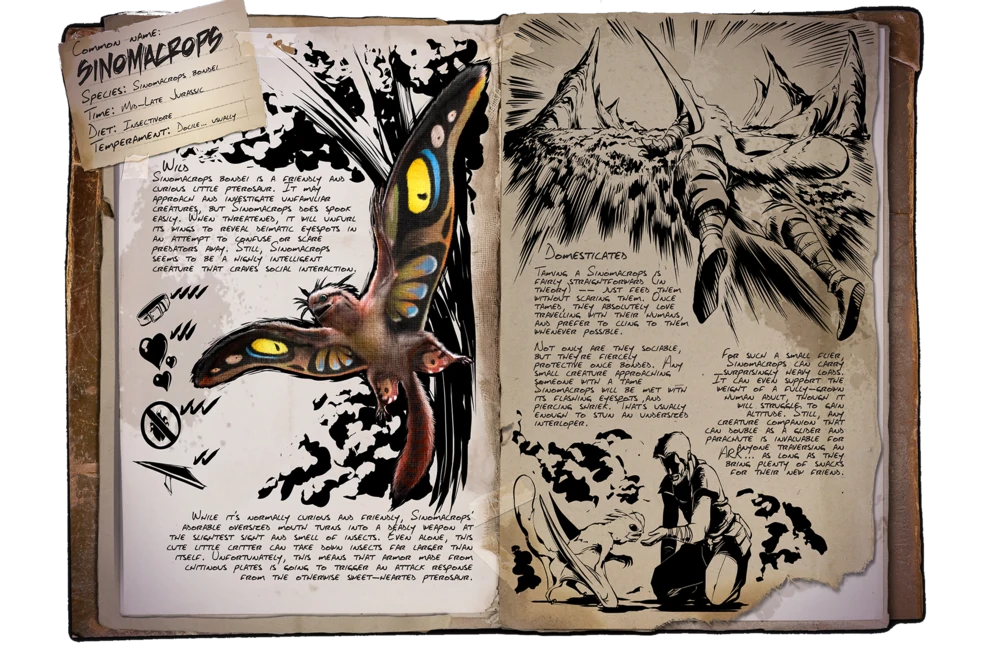 Common name:
SINOMACROPS
Species: Sinomacrops bondei
Time: Mid-Late Jurassic
Diet: Insectivore
Temperament: Docile... usually
Wild
Sinomacrops bondei is a friendly and
curious little pterosaur. It may
approach and investigate unfamiliar
creatures, but Sinomacrops does spook
easily. When threatened, it will unfurl
its wings to reveal deimatic eyespots in
an attempt to confuse or scare
predators away. Still, Sinomacrops
seems to be a highly intelligent
creature that craves social interaction.
While it's normally curious and friendly, Sinomacrops'
adorable oversized mouth turns into a deadly weapon at
the slightest sight and smell of insects. Even alone, this
cute little critter can take down insects far larger than
itself. Unfortunately, this means that armor made from
chitinous plates is going to trigger an attack response
from the otherwise sweet-hearted pterosaur.
Domesticated
Taming a Sinomacrops is
fairly straightforward (in
theory) -- just feed them
without scaring them. Once
tamed, they absolutely love
travelling with their humans,
and prefer to cling to them
whenever possible.
Not only are they sociable,
but they're fiercely
protective once bonded. Any
small creature approaching
someone with a tame
Sinomacrops will be met with
its flashing eyespots and
piercing shriek. That's usually
enough to stun an undersized
interloper.
For such a small flier,
Sinomacrops can carry
surprisingly heavy loads.
It can even support the
weight of a fully-grown
human adult, though it
will struggle to gain
altitude. Still, any
creature companion that
can double as a glider and
parachute is invaluable for
anyone traversing an
ARK... as long as they
bring plenty of snacks
for their new friend.